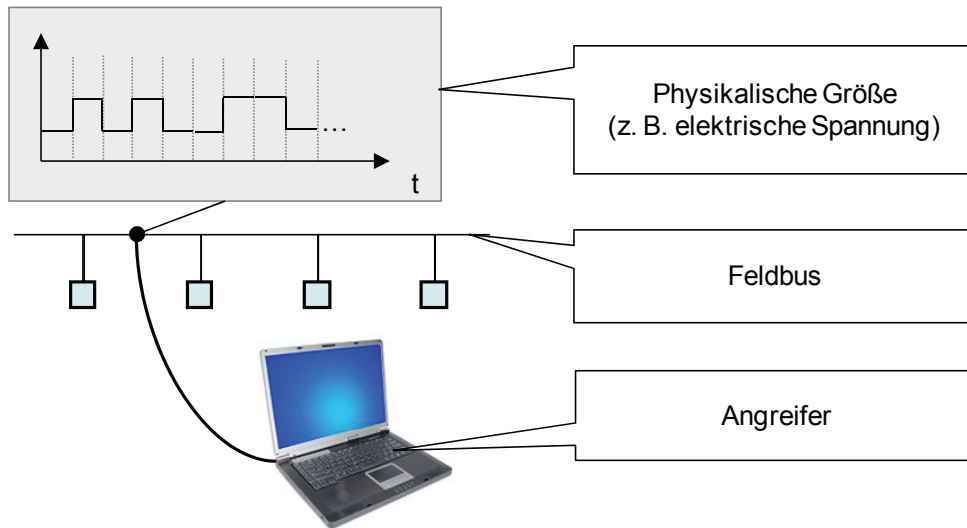 ...
t
Physikalische Größe
(z. B. elektrische Spannung)
Feldbus
Angreifer